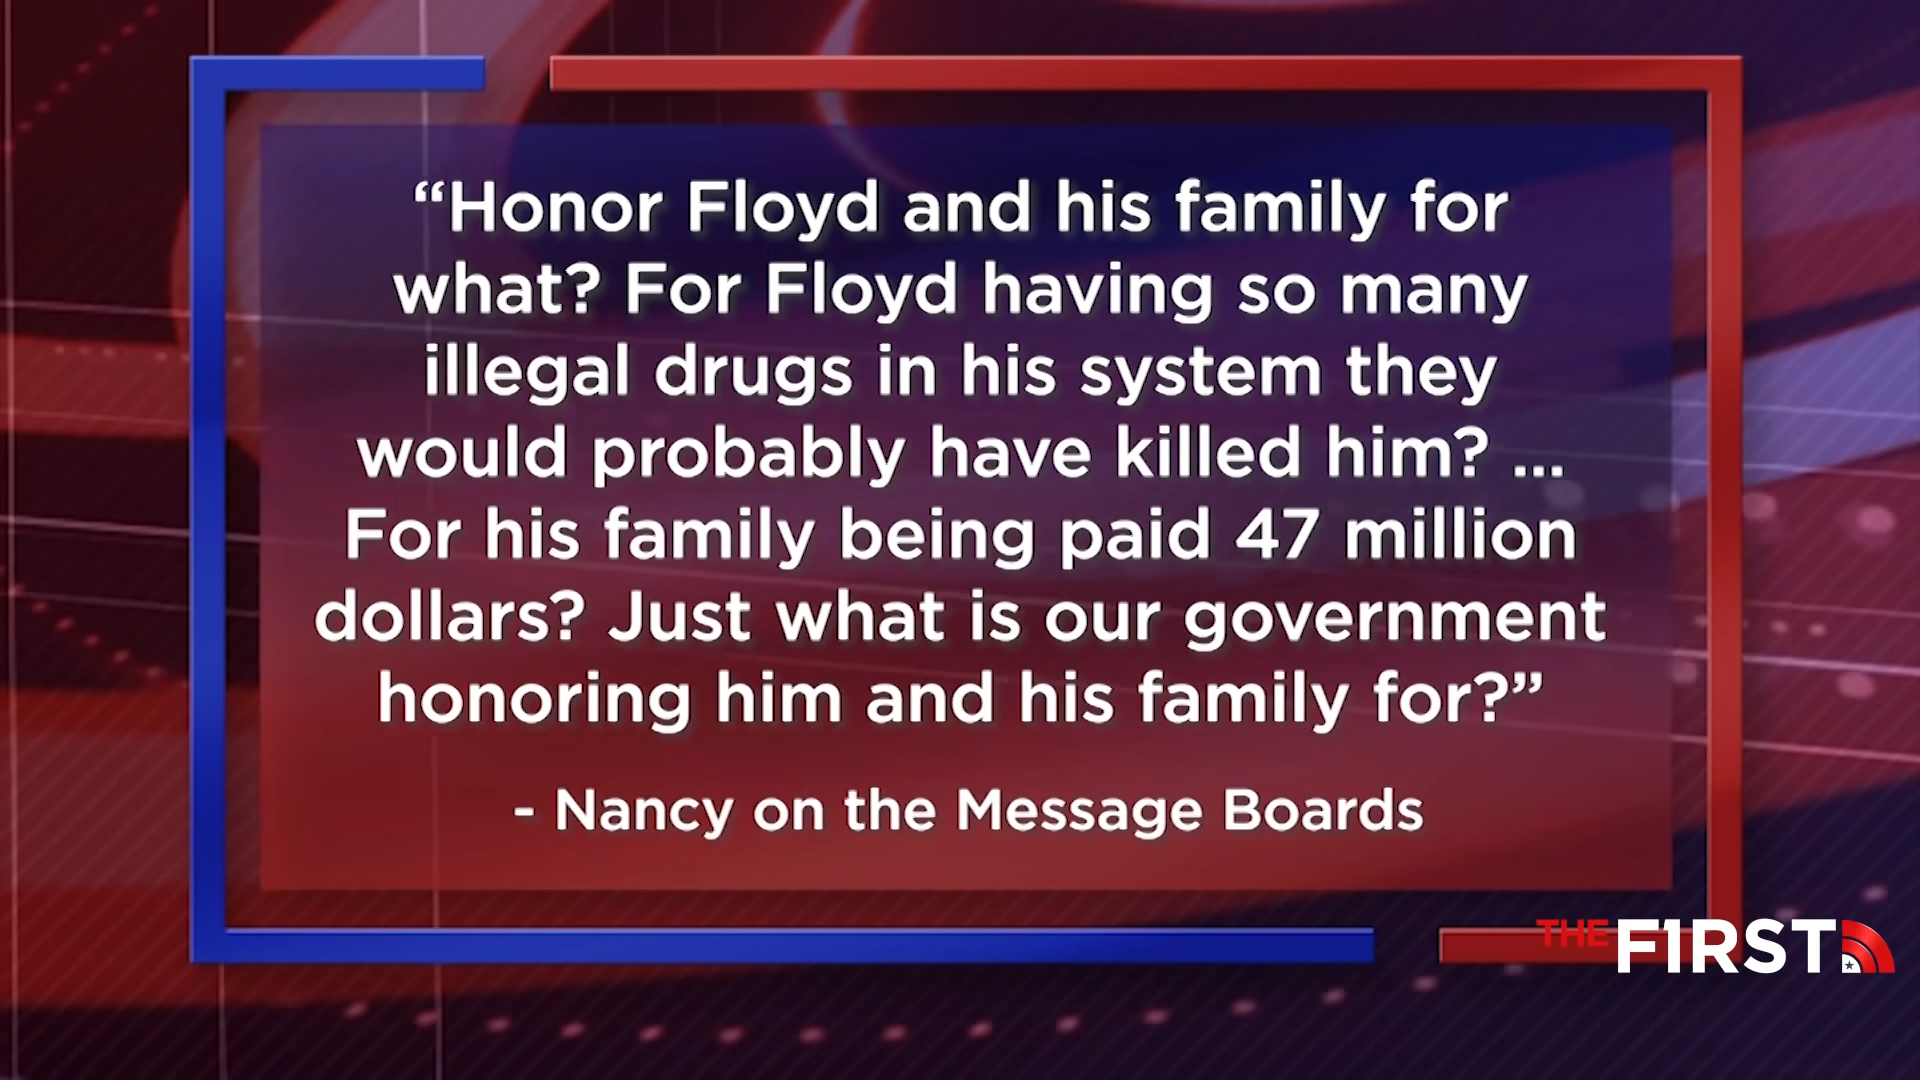 “Honor Floyd and his family for
what? For Floyd having so many
illegal drugs in his system they
would probably have killed him? ...
For his family being paid 47 million
dollars? Just what is our government
honoring him and his family for?”
- Nancy on the Message Boards
THE F1RST